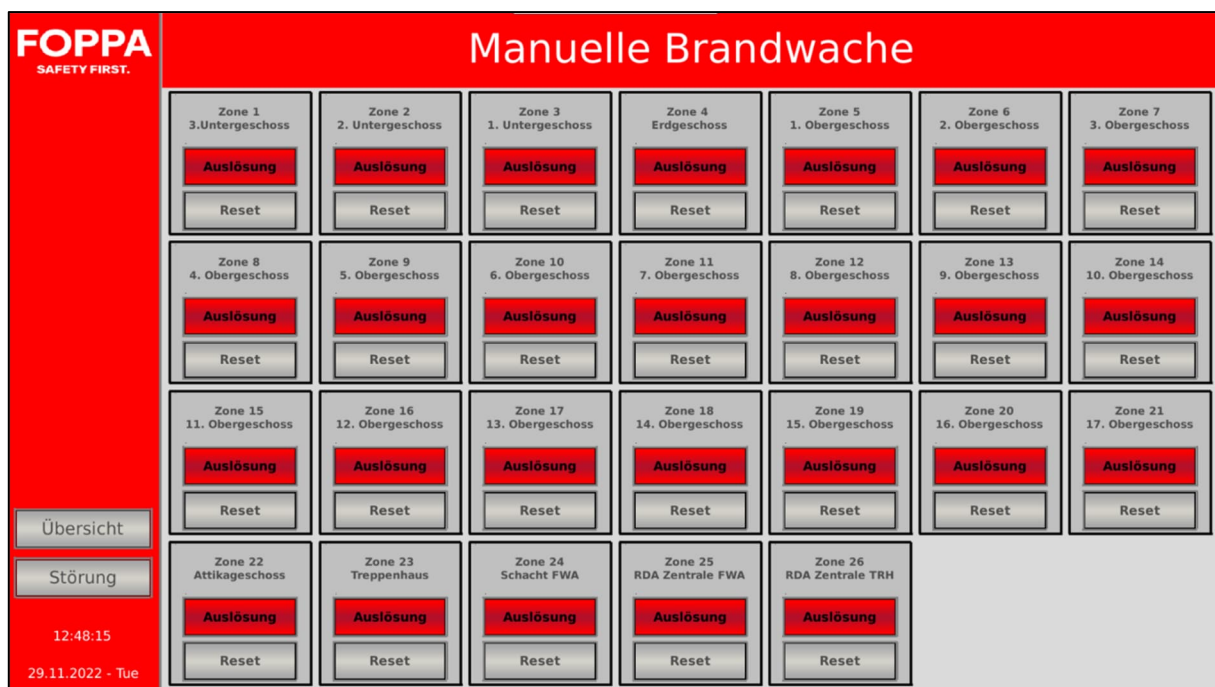 FOPPA
SAFETY FIRST.
Manuelle Brandwache
Zone 1
3.Untergeschoss
Auslösung
Reset
Zone 2
2. Untergeschoss
Auslösung
Reset
Zone 3
1. Untergeschoss
Auslösung
Reset
Zone 4
Erdgeschoss
Auslösung
Reset
Zone 5
1. Obergeschoss
Auslösung
Reset
Zone 6
2. Obergeschoss
Auslösung
Reset
Zone 7
3. Obergeschoss
Auslösung
Reset
Zone 8
4. Obergeschoss
Auslösung
Reset
Zone 9
5. Obergeschoss
Auslösung
Reset
Zone 10
6. Obergeschoss
Auslösung
Reset
Zone 11
7. Obergeschoss
Auslösung
Reset
Zone 12
8. Obergeschoss
Auslösung
Reset
Zone 13
9. Obergeschoss
Auslösung
Reset
Zone 14
10. Obergeschoss
Auslösung
Reset
Zone 15
11. Obergeschoss
Auslösung
Reset
Zone 16
12. Obergeschoss
Auslösung
Reset
Zone 17
13. Obergeschoss
Auslösung
Reset
Zone 18
14. Obergeschoss
Auslösung
Reset
Zone 19
15. Obergeschoss
Auslösung
Reset
Zone 20
16. Obergeschoss
Auslösung
Reset
Zone 21
17. Obergeschoss
Auslösung
Reset
Zone 22
Attikageschoss
Auslösung
Reset
Zone 23
Treppenhaus
Auslösung
Reset
Zone 24
Schacht FWA
Auslösung
Reset
Zone 25
RDA Zentrale FWA
Auslösung
Reset
Zone 26
RDA Zentrale TRH
Auslösung
Reset
Übersicht
Störung
12:48:15
29.11.2022 - Tue